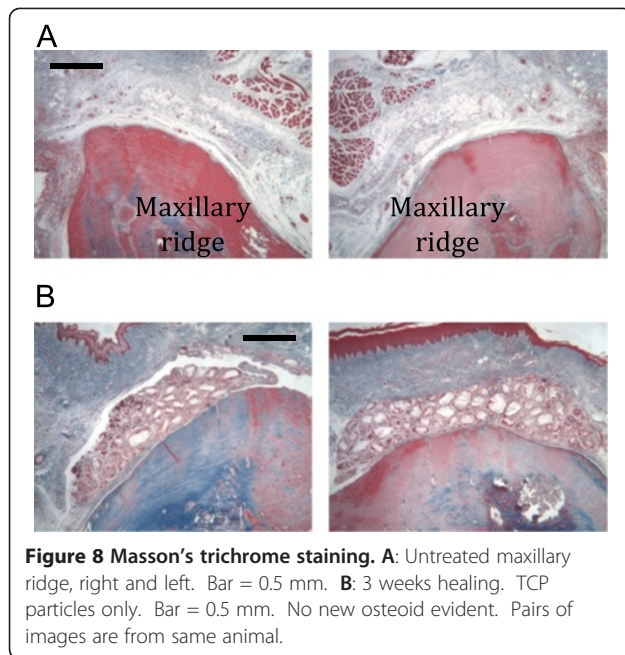 A
Maxillary
ridge
Maxillary
ridge
B
Figure 8 Masson's trichrome staining. A: Untreated maxillary
ridge, right and left. Bar = 0.5 mm. B: 3 weeks healing. TCP
particles only. Bar = 0.5 mm. No new osteoid evident. Pairs of
images are from same animal.